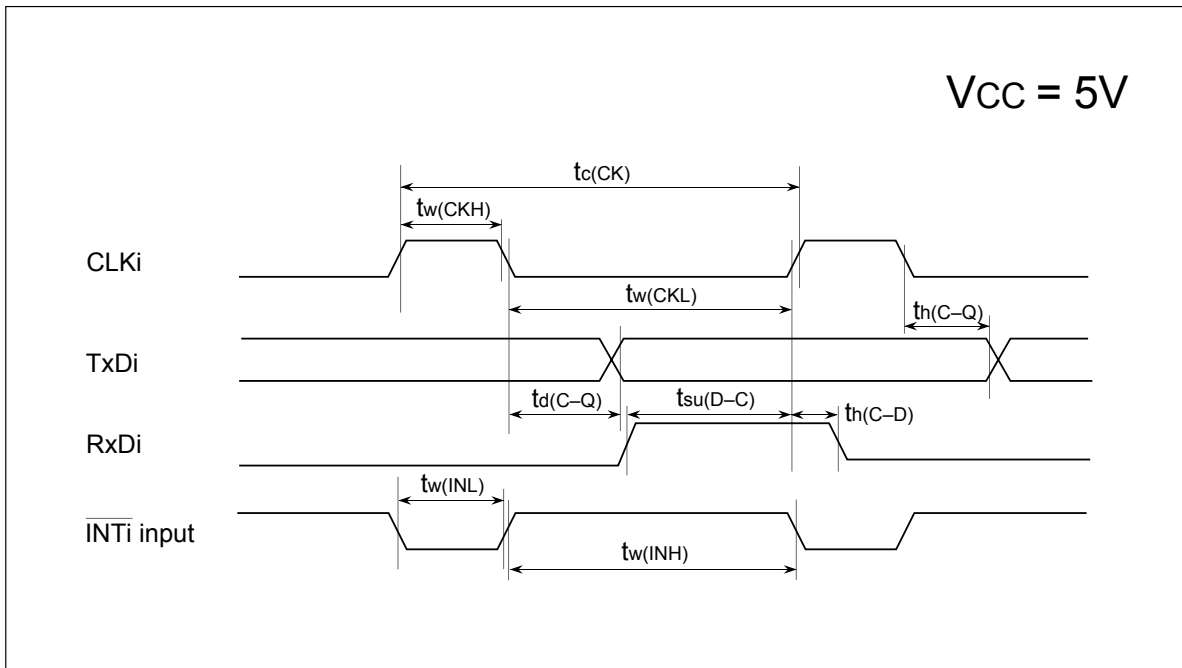 VCC = 5V
tc(CK)
tw(CKH)
CLKi
tw(CKL)
th(C–Q)
TxDi
td(C–Q)
tsu(D–C)
th(C–D)
RxDi
tw(INL)
INTi input
tw(INH)